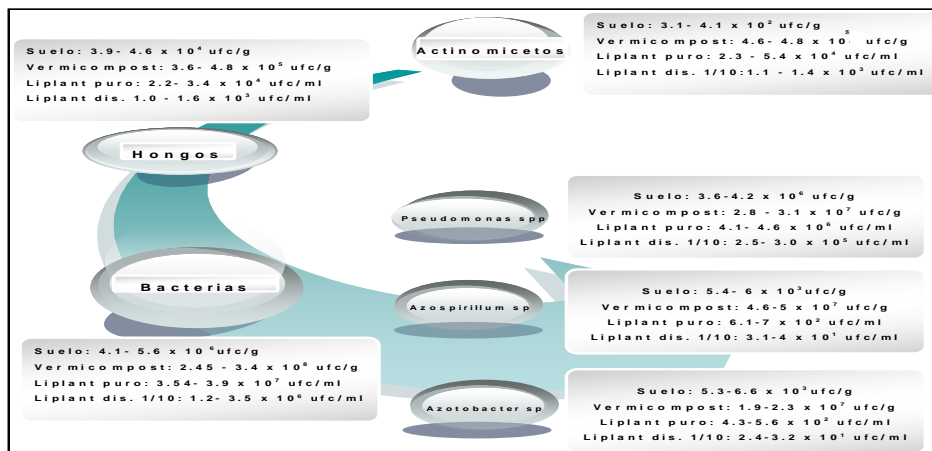 Suelo: 3.9- 4.6 x 10⁴ ufc/g
Vermicompost: 3.6- 4.8 x 10⁵ ufc/g
Liplant puro: 2.2- 3.4 x 10⁴ ufc/ml
Liplant dis. 1.0 - 1.6 x 10³ ufc/ml
Hongos
Actinomicetos
Suelo: 3.1- 4.1 x 10² ufc/g
Vermicompost: 4.6- 4.8 x 10⁵ ufc/g
Liplant puro: 2.3 - 5.4 x 10⁴ ufc/ml
Liplant dis. 1/10:1.1 - 1.4 x 10³ ufc/ml
Bacterias
Suelo: 4.1- 5.6 x 10⁶ufc/g
Vermicompost: 2.45 - 3.4 x 10⁸ ufc/g
Liplant puro: 3.54- 3.9 x 10⁷ ufc/ml
Liplant dis. 1/10: 1.2- 3.5 x 10⁶ ufc/ml
Pseudomonas spp
Suelo: 3.6-4.2 x 10⁶ ufc/g
Vermicompost: 2.8 - 3.1 x 10⁷ ufc/g
Liplant puro: 4.1- 4.6 x 10⁶ ufc/ml
Liplant dis. 1/10: 2.5- 3.0 x 10⁵ ufc/ml
Azospirillum sp
Suelo: 5.4- 6 x 10³ufc/g
Vermicompost: 4.6-5 x 10⁷ ufc/g
Liplant puro: 6.1-7 x 10² ufc/ml
Liplant dis. 1/10: 3.1-4 x 10¹ ufc/ml
Azotobacter sp
Suelo: 5.3-6.6 x 10³ufc/g
Vermicompost: 1.9-2.3 x 10⁷ ufc/g
Liplant puro: 4.3-5.6 x 10² ufc/ml
Liplant dis. 1/10: 2.4-3.2 x 10¹ ufc/ml